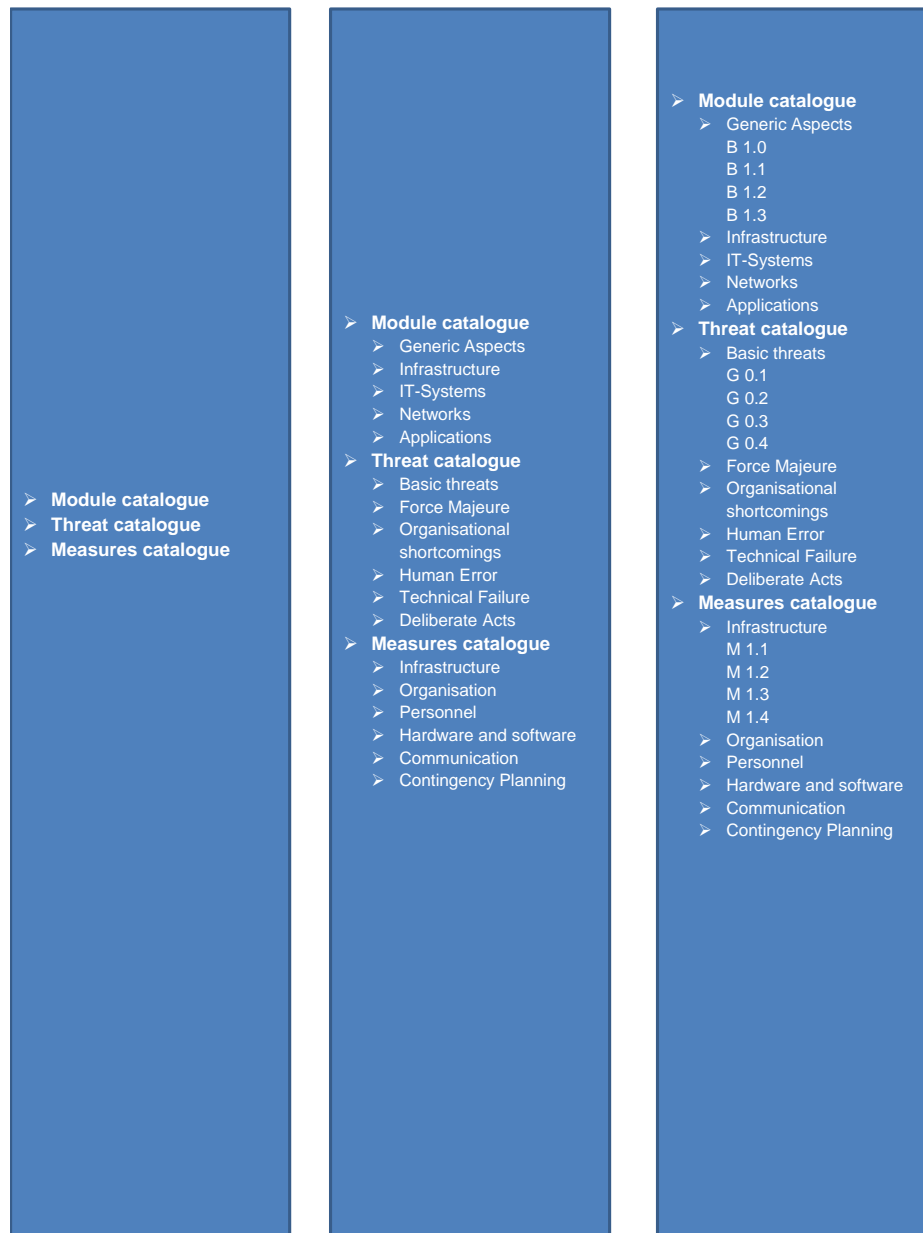 ➢ Module catalogue
➢ Threat catalogue
➢ Measures catalogue
➢ Module catalogue
➢ Generic Aspects
➢ Infrastructure
➢ IT-Systems
➢ Networks
➢ Applications
➢ Threat catalogue
➢ Basic threats
➢ Force Majeure
➢ Organisational
shortcomings
➢ Human Error
➢ Technical Failure
➢ Deliberate Acts
➢ Measures catalogue
➢ Infrastructure
➢ Organisation
➢ Personnel
➢ Hardware and software
➢ Communication
➢ Contingency Planning
➢ Module catalogue
➢ Generic Aspects
B 1.0
B 1.1
B 1.2
B 1.3
➢ Infrastructure
➢ IT-Systems
➢ Networks
➢ Applications
➢ Threat catalogue
➢ Basic threats
G 0.1
G 0.2
G 0.3
G 0.4
➢ Force Majeure
➢ Organisational
shortcomings
➢ Human Error
➢ Technical Failure
➢ Deliberate Acts
➢ Measures catalogue
➢ Infrastructure
M 1.1
M 1.2
M 1.3
M 1.4
➢ Organisation
➢ Personnel
➢ Hardware and software
➢ Communication
➢ Contingency Planning